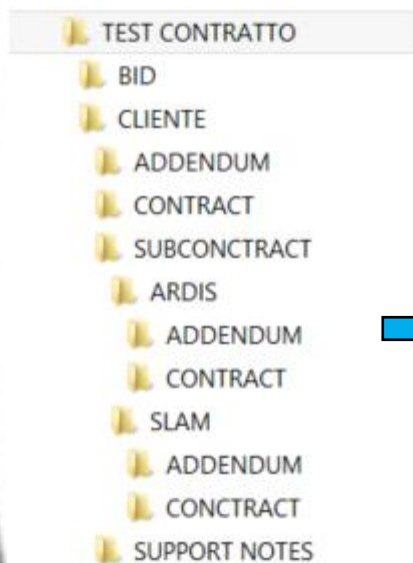 TEST CONTRATTO
BID
CLIENTE
ADDENDUM
CONTRACT
SUBCONCTRACT
ARDIS
ADDENDUM
CONTRACT
SLAM
ADDENDUM
CONCTRACT
SUPPORT NOTES